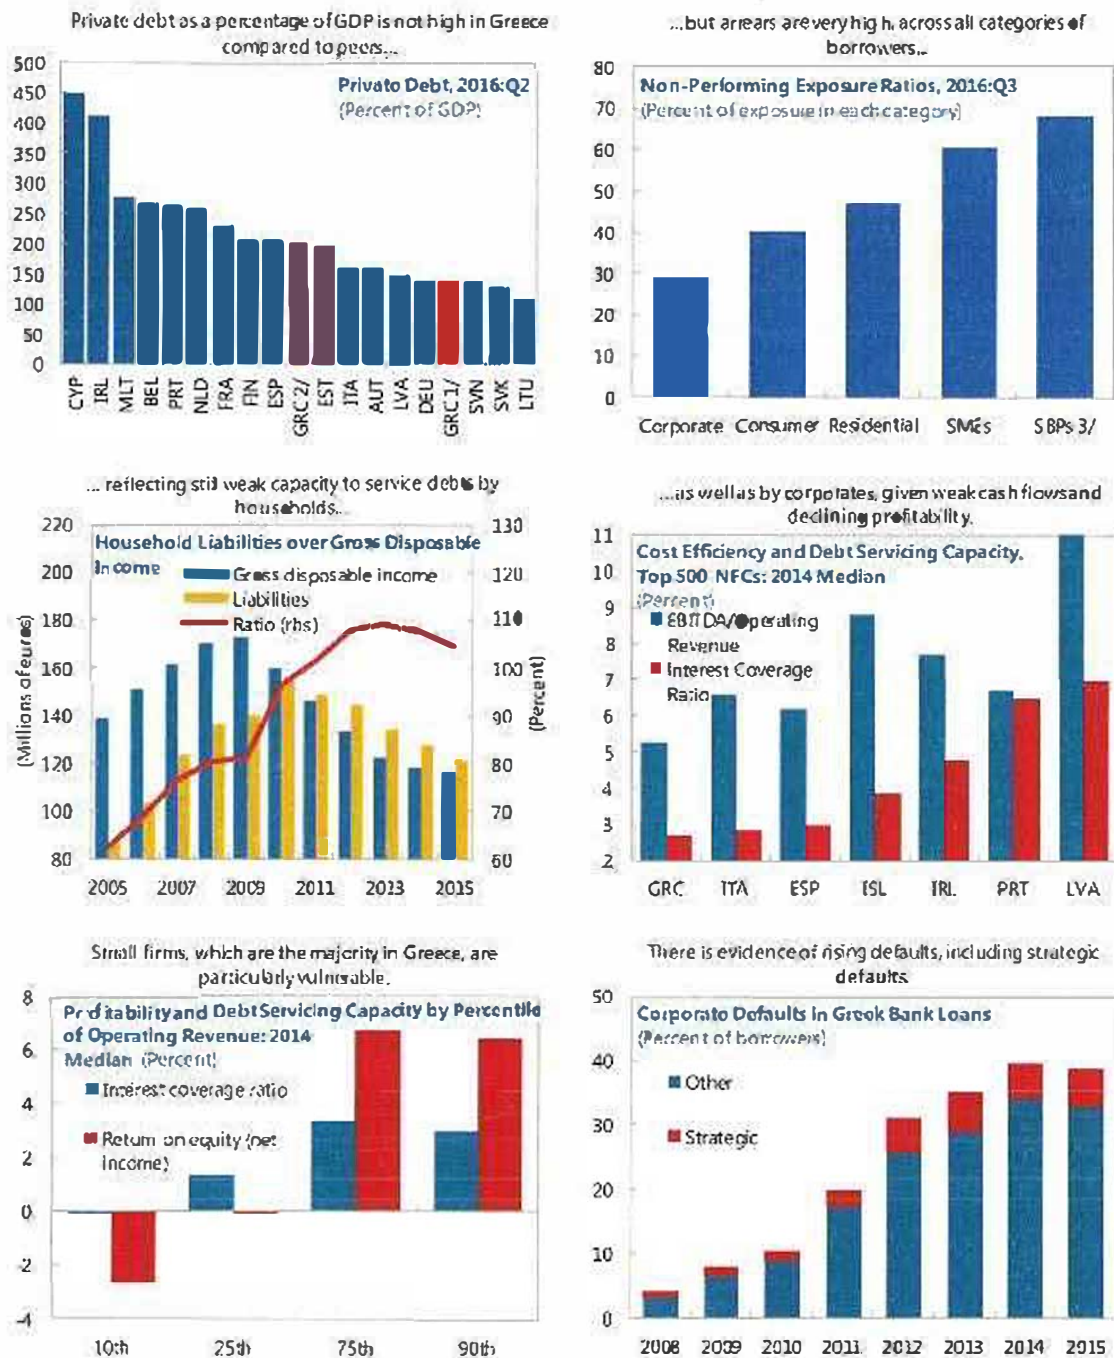 Private debt as a percentage of GDP is not high in Greece
compared to peers...
500
450
400
350
300
250
200
150
100
50
0
Private Debt, 2016:Q2
(Percent of GDP)
CYP
IRL
MLT
BEL
PRT
NLD
FRA
FIN
ESP
GRC 2/
EST
ITA
AUT
LVA
DEU
GRC 1/
SVN
SVK
LTU
...but arrears are very high, across all categories of
borrowers...
80
70
60
50
40
30
20
10
0
Non-Performing Exposure Ratios, 2016:Q3
(Percent of exposure in each category)
Corporate Consumer Residential SMEs SBPs 3/
... reflecting still weak capacity to service debts by
households...
220
200
180
160
140
120
100
80
(Millions of euros)
Household Liabilities over Gross Disposable
Income
Gross disposable income
Liabilities
Ratio (rhs)
130
120
110
100
90
80
70
60
(Percent)
2005 2007 2009 2011 2013 2015
...as well as by corporates, given weak cash flows and
declining profitability.
11
10
9
8
7
6
5
4
3
2
Cost Efficiency and Debt Servicing Capacity,
Top 500 NFCs: 2014 Median
(Percent)
EBITDA/Operating
Revenue
Interest Coverage
Ratio
GRC ITA ESP ISL IRL PRT LVA
Small firms, which are the majority in Greece, are
particularly vulnerable.
8
6
4
2
0
-2
-4
Profitability and Debt Servicing Capacity by Percentile
of Operating Revenue: 2014
Median (Percent)
Interest coverage ratio
Return on equity (net
income)
10th 25th 75th 90th
There is evidence of rising defaults, including strategic
defaults.
50
40
30
20
10
0
Corporate Defaults in Greek Bank Loans
(Percent of borrowers)
Other
Strategic
2008 2009 2010 2011 2012 2013 2014 2015